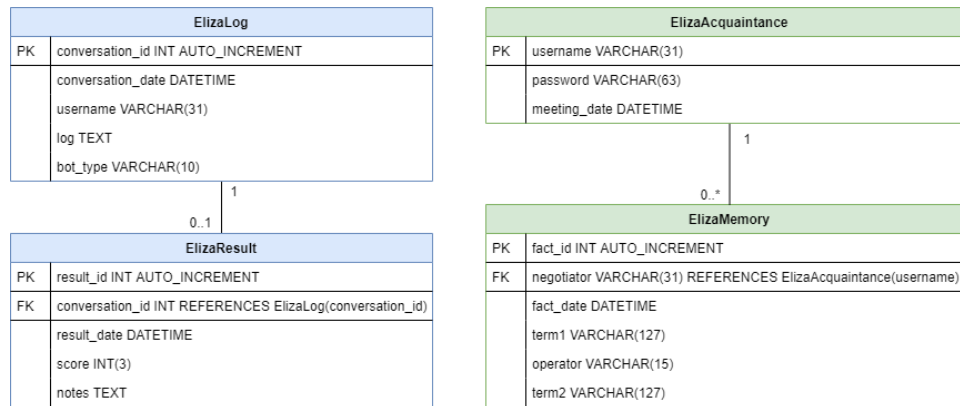 ElizaLog
PK conversation_id INT AUTO_INCREMENT
conversation_date DATETIME
username VARCHAR(31)
log TEXT
bot_type VARCHAR(10)
1
0..1
ElizaResult
PK result_id INT AUTO_INCREMENT
FK conversation_id INT REFERENCES ElizaLog(conversation_id)
result_date DATETIME
score INT(3)
notes TEXT
ElizaAcquaintance
PK username VARCHAR(31)
password VARCHAR(63)
meeting_date DATETIME
1
0..*
ElizaMemory
PK fact_id INT AUTO_INCREMENT
FK negotiator VARCHAR(31) REFERENCES ElizaAcquaintance(username)
fact_date DATETIME
term1 VARCHAR(127)
operator VARCHAR(15)
term2 VARCHAR(127)